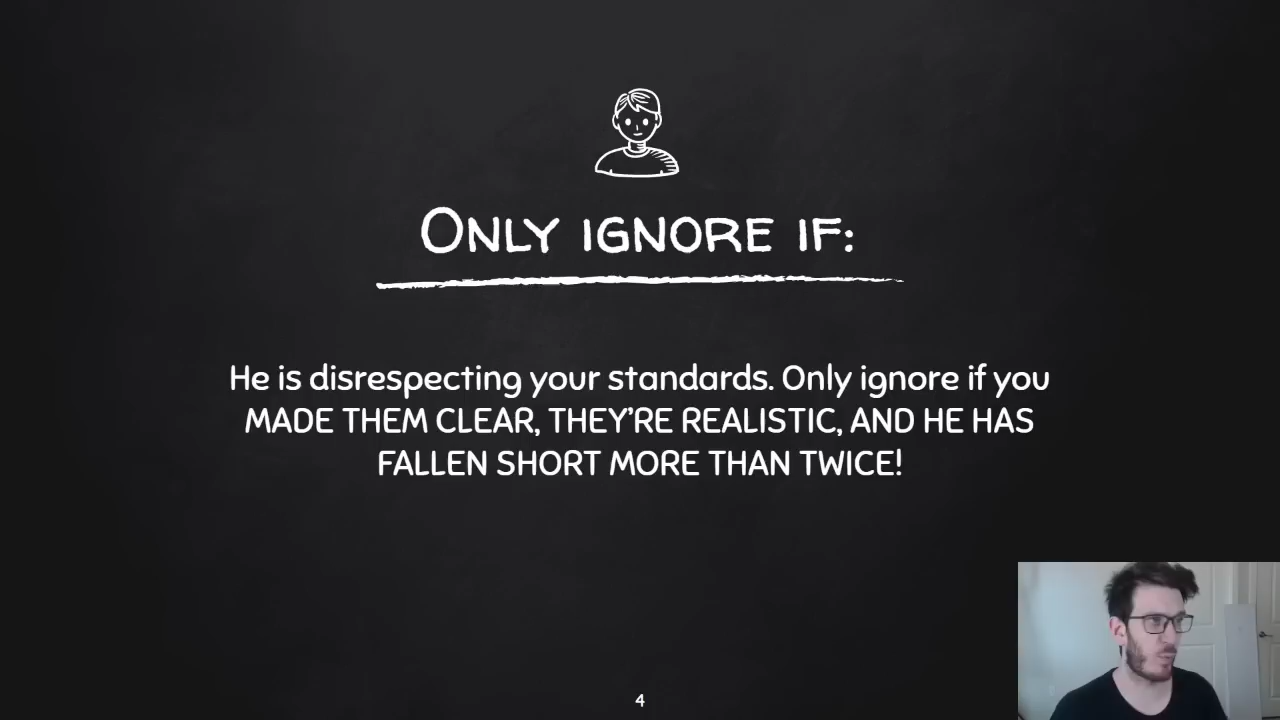 Only ignore if:
He is disrespecting your standards. Only ignore if you
MADE THEM CLEAR, THEY’RE REALISTIC, AND HE HAS
FALLEN SHORT MORE THAN TWICE!
4